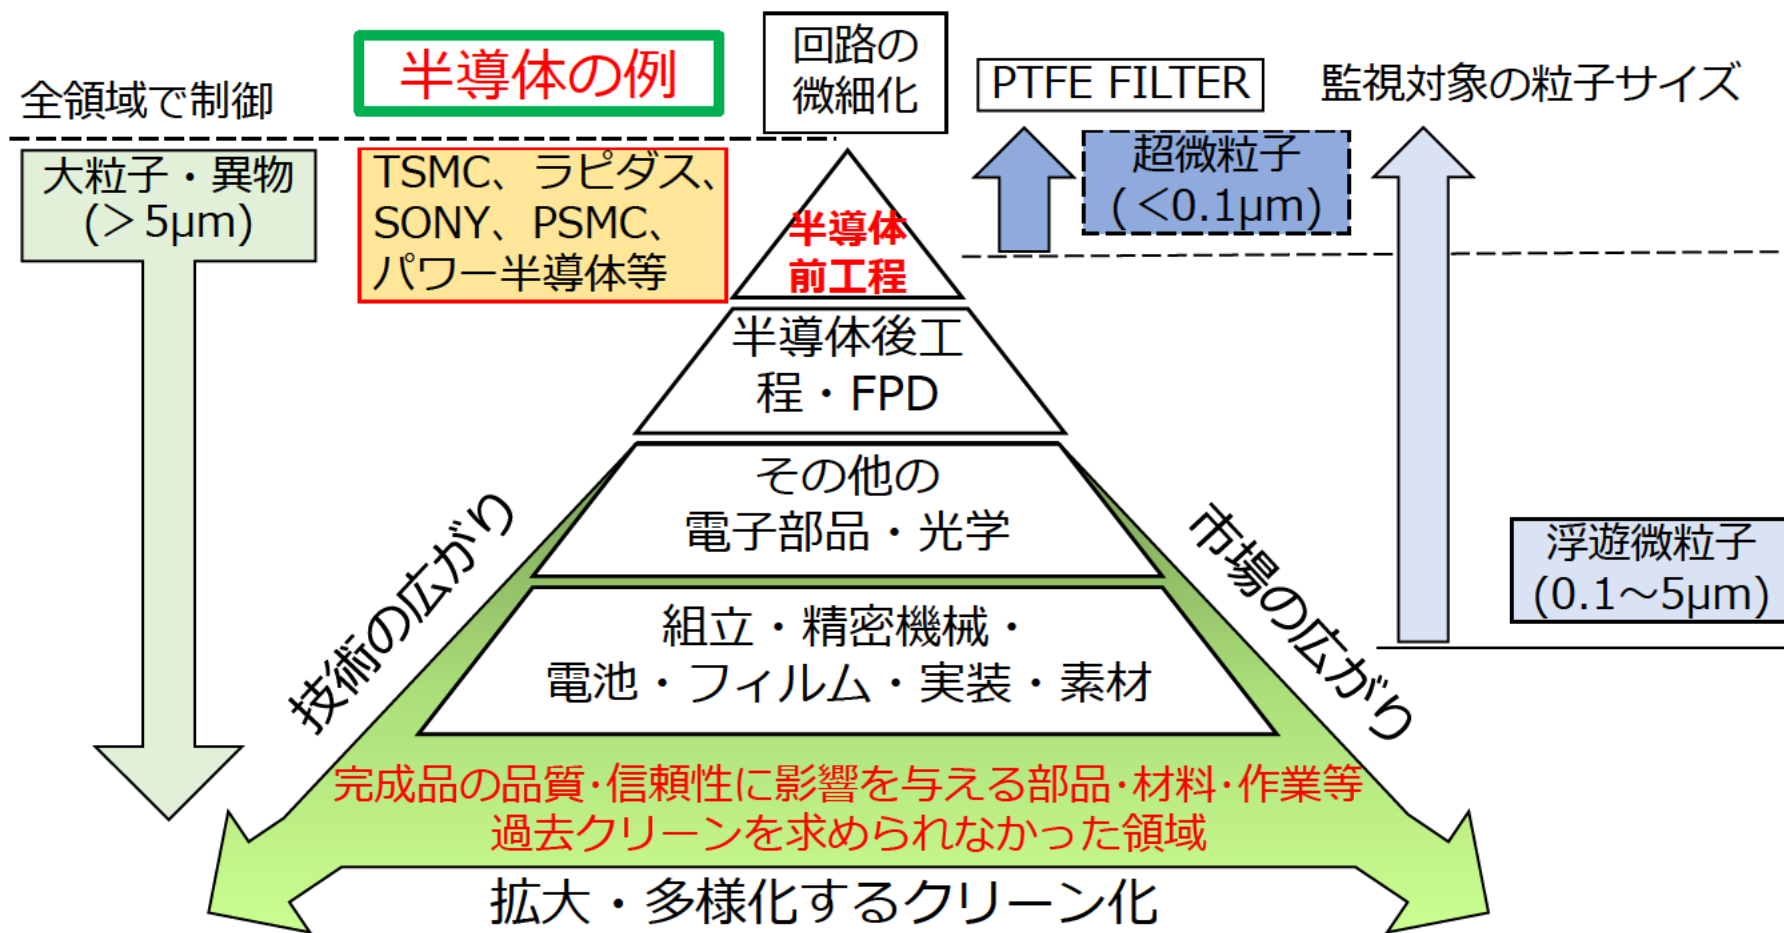 全領域で制御
半導体の例
回路の
微細化
PTFE FILTER
監視対象の粒子サイズ
大粒子・異物
(＞5μm)
TSMC、ラピダス、
SONY、PSMC、
パワー半導体等
超微粒子
(＜0.1μm)
半導体
前工程
半導体後工
程・FPD
その他の
電子部品・光学
技術の広がり
市場の広がり
浮遊微粒子
(0.1～5μm)
組立・精密機械・
電池・フィルム・実装・素材
完成品の品質･信頼性に影響を与える部品･材料･作業等
過去クリーンを求められなかった領域
拡大・多様化するクリーン化